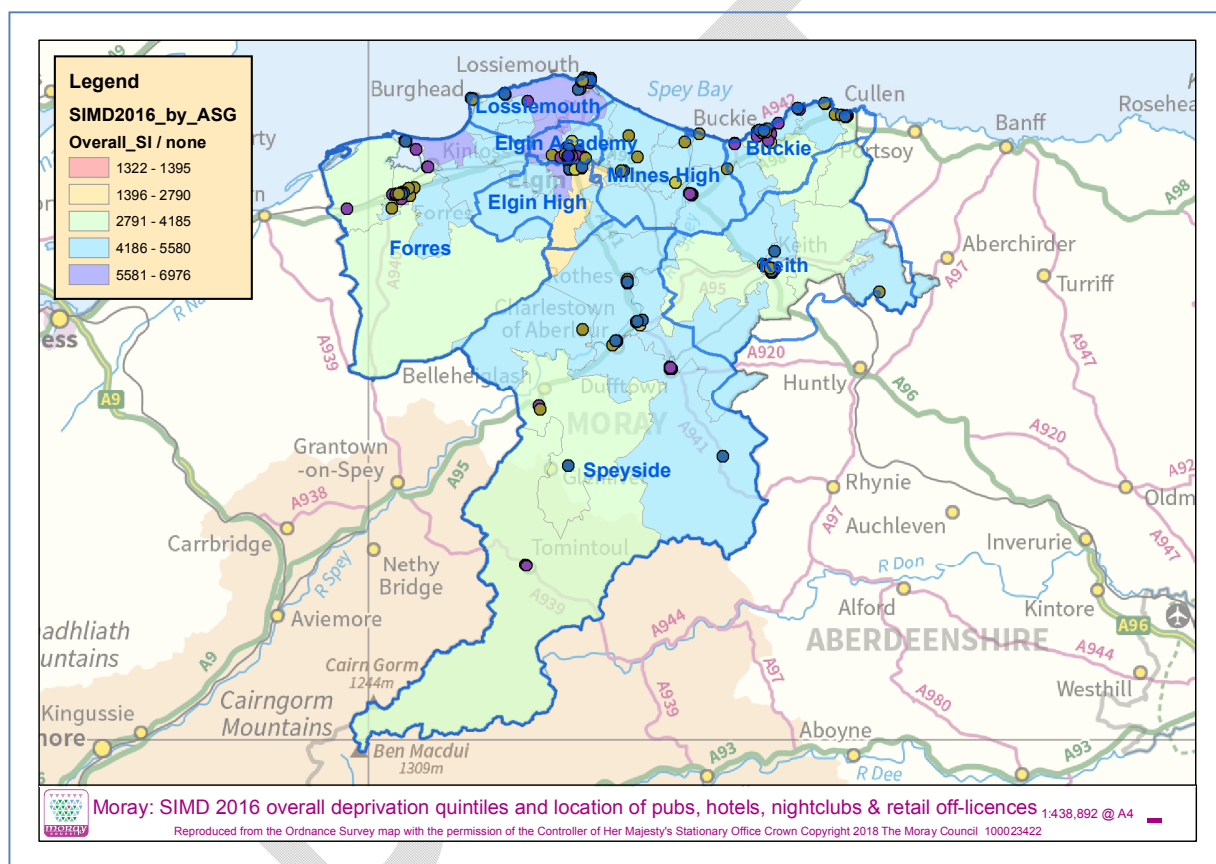 Legend
SIMD2016_by_ASG
Overall_SI / none
1322 - 1395
1396 - 2790
2791 - 4185
4186 - 5580
5581 - 6976
A9
Lossiemouth
Burghead
Spey Bay
Cullen
A942
Buckie
Lossiemouth
Elgin Academy
Buckie
Banff
Portsoy
A98
A98
Elgin
Milnes High
Elgin High
Forres
Forres
Keith
Keith
Aberchirder
A97
Turriff
A940
Rothes
A95
Charlestown
of Aberlour
A939
A947
A920
Belleheiglash
Dufftown
Huntly
A9
A96
MORAY
A941
A920
Grantown
-on-Spey
A95
Speyside
Rhynie
A938
A97
Auchleven
Carrbridge
Tomintoul
Inverurie
A947
Nethy
Bridge
R Spey
R Don
A939
Alford
Kintore
Aviemore
A944
A96
ABERDEENSHIRE
A944
A9
Cairn Gorm
1244m
A97
Westhill
Cairngorm
Mountains
A939
A980
Kingussie
Aboyne
Ben Macdui
1309m
A93
A93
R Dee
moray
Moray: SIMD 2016 overall deprivation quintiles and location of pubs, hotels, nightclubs & retail off-licences 1:438,892 @ A4
Reproduced from the Ordnance Survey map with the permission of the Controller of Her Majesty's Stationary Office Crown Copyright 2018 The Moray Council 100023422